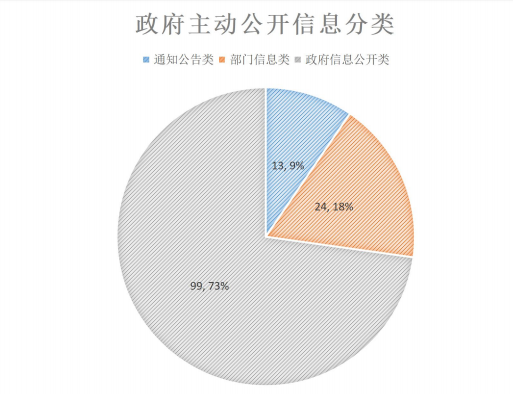 政府主动公开信息分类
通知公告类 部门信息类 政府信息公开类
13, 9%
24, 18%
99, 73%